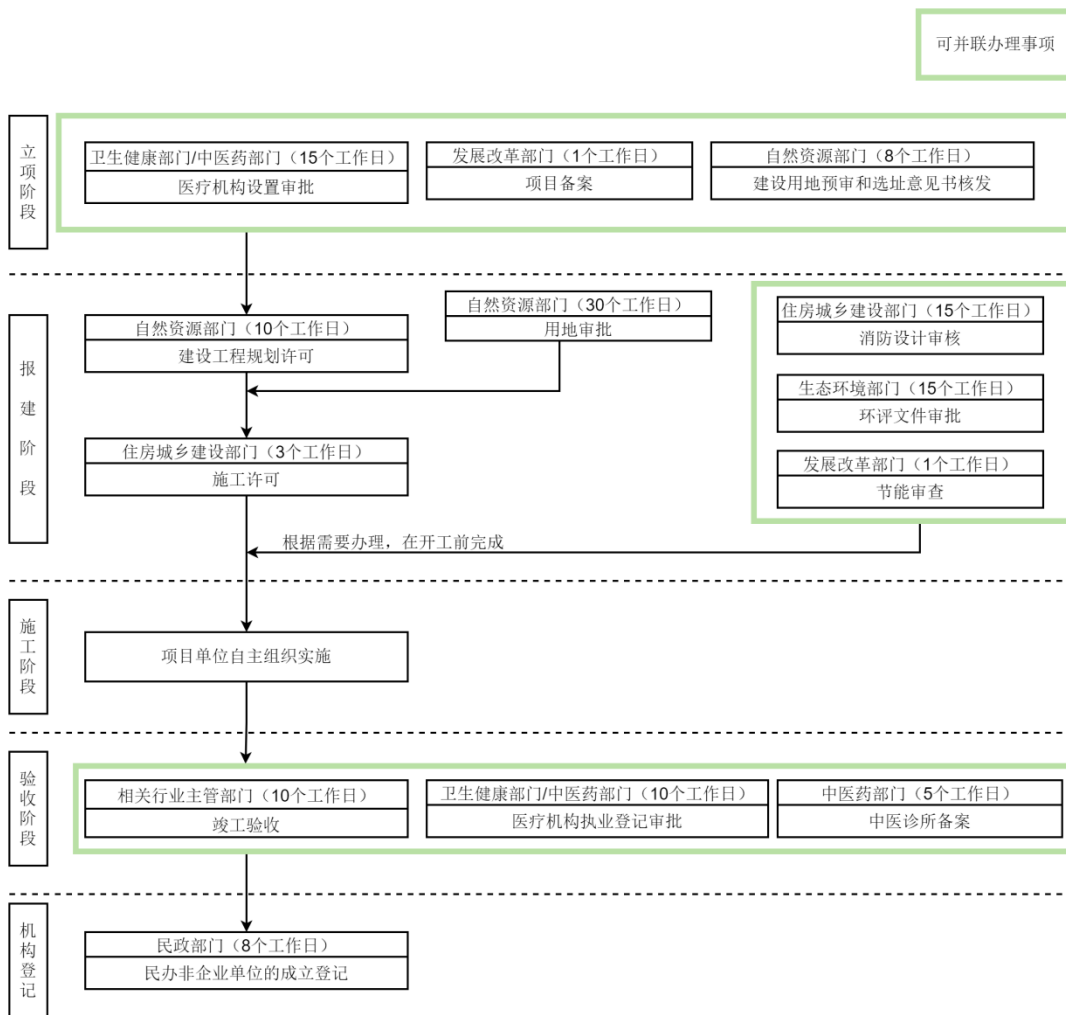 可并联办理事项
立项阶段
卫生健康部门/中医药部门（15个工作日）
医疗机构设置审批
发展改革部门（1个工作日）
项目备案
自然资源部门（8个工作日）
建设用地预审和选址意见书核发
报建阶段
自然资源部门（10个工作日）
建设工程规划许可
自然资源部门（30个工作日）
用地审批
住房城乡建设部门（15个工作日）
消防设计审核
生态环境部门（15个工作日）
环评文件审批
住房城乡建设部门（3个工作日）
施工许可
发展改革部门（1个工作日）
节能审查
根据需要办理，在开工前完成
施工阶段
项目单位自主组织实施
验收阶段
相关行业主管部门（10个工作日）
竣工验收
卫生健康部门/中医药部门（10个工作日）
医疗机构执业登记审批
中医药部门（5个工作日）
中医诊所备案
机构登记
民政部门（8个工作日）
民办非企业单位的成立登记